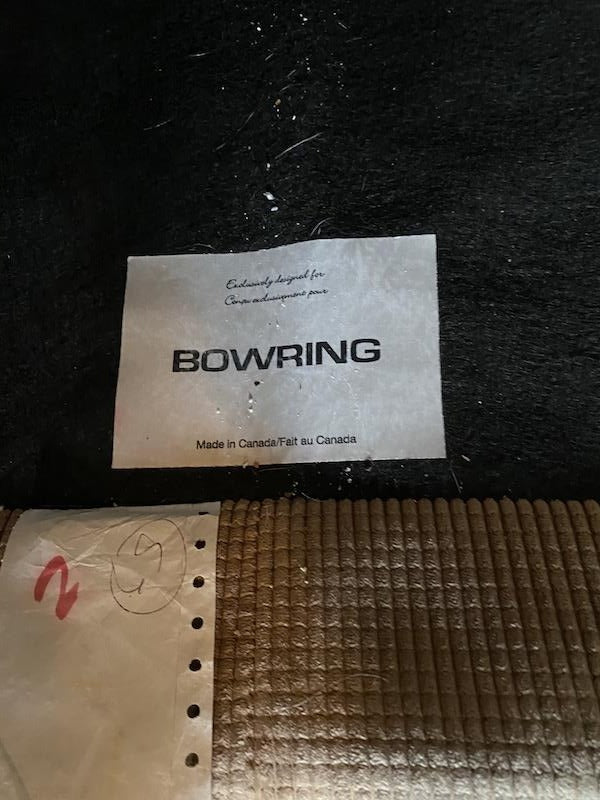 Exclusively designed for
Conçu exclusivement pour
BOWRING
Made in Canada/Fait au Canada
2